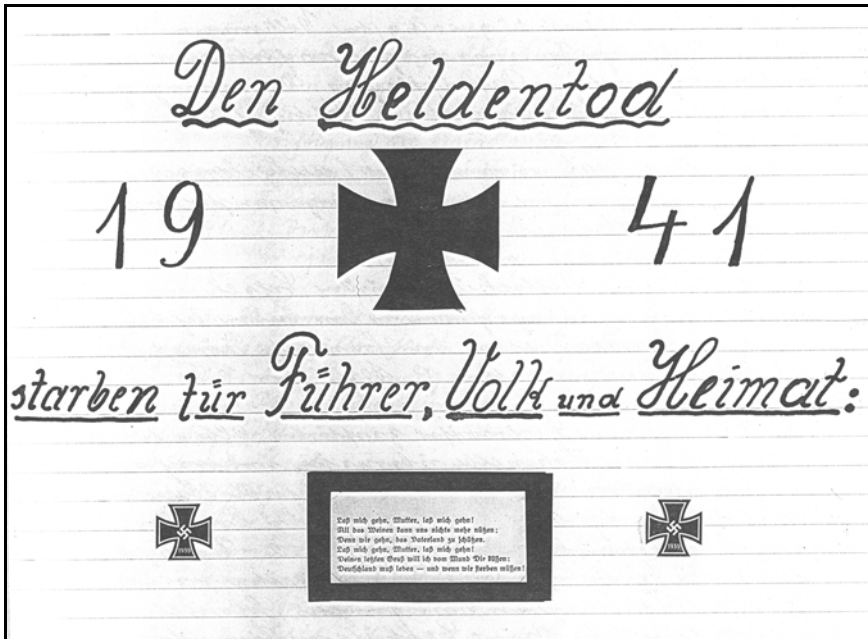 Den Heldentod
19 41
starben für Führer, Volk und Heimat:
Laß mich gehn, Mutter, laß mich gehn!
All das Weinen kann uns nichts mehr nützen;
Denn wir gehn, das Vaterland zu schützen.
Laß mich gehn, Mutter, laß mich gehn!
Deinen letzten Gruß will ich vom Mund Dir küssen:
Deutschland muß leben — und wenn wir sterben müssen!
1939 1939